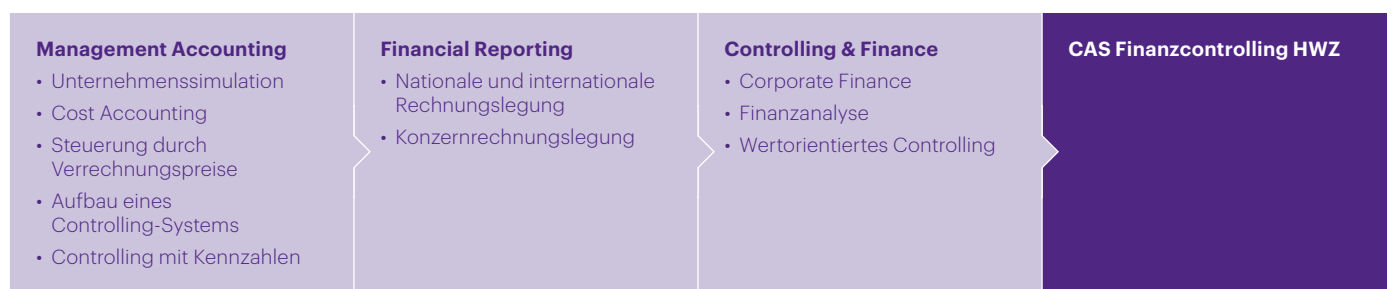 Management Accounting
• Unternehmenssimulation
• Cost Accounting
• Steuerung durch
Verrechnungspreise
• Aufbau eines
Controlling-Systems
• Controlling mit Kennzahlen
Financial Reporting
• Nationale und internationale
Rechnungslegung
• Konzernrechnungslegung
Controlling & Finance
• Corporate Finance
• Finanzanalyse
• Wertorientiertes Controlling
CAS Finanzcontrolling HWZ